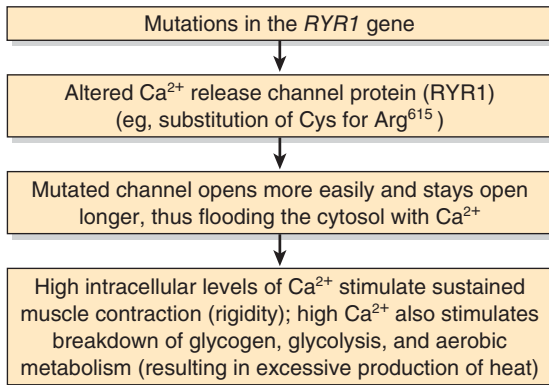 Mutations in the RYR1 gene
Altered Ca²⁺ release channel protein (RYR1)
(eg, substitution of Cys for Arg⁶¹⁵)
Mutated channel opens more easily and stays open
longer, thus flooding the cytosol with Ca²⁺
High intracellular levels of Ca²⁺ stimulate sustained
muscle contraction (rigidity); high Ca²⁺ also stimulates
breakdown of glycogen, glycolysis, and aerobic
metabolism (resulting in excessive production of heat)